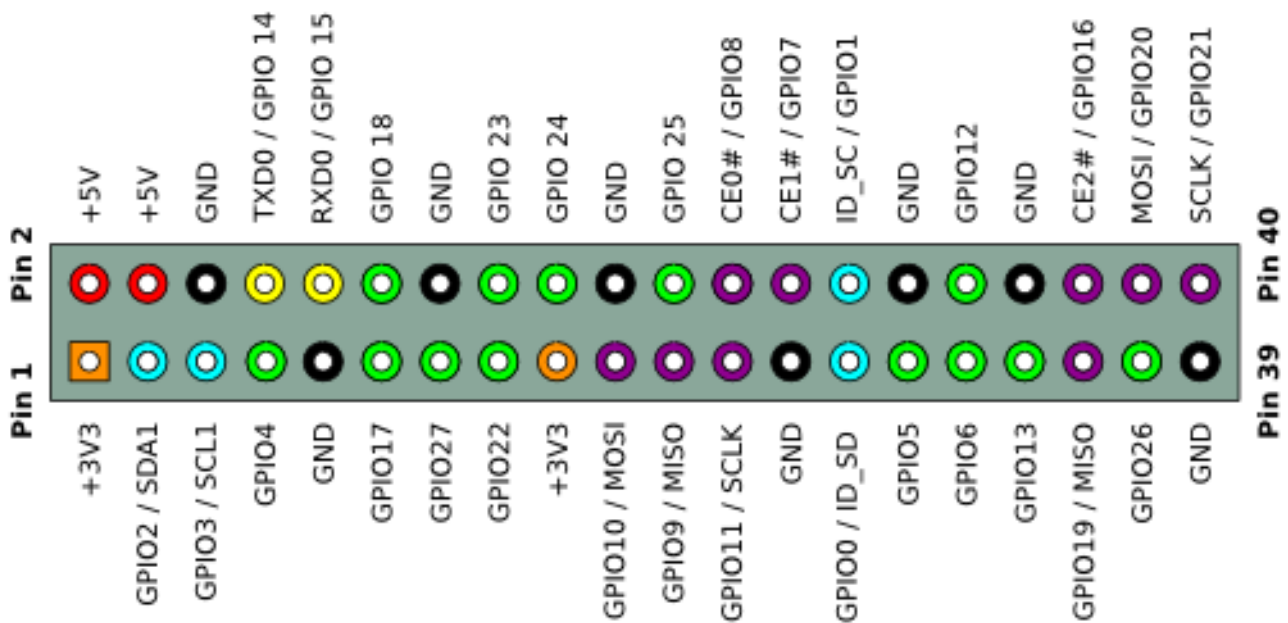 +5V
+5V
GND
TXD0 / GPIO 14
RXD0 / GPIO 15
GPIO 18
GND
GPIO 23
GPIO 24
GND
GPIO 25
CE0# / GPIO8
CE1# / GPIO7
ID_SC / GPIO1
GND
GPIO12
GND
CE2# / GPIO16
MOSI / GPIO20
SCLK / GPIO21
Pin 2
Pin 40
Pin 1
Pin 39
+3V3
GPIO2 / SDA1
GPIO3 / SCL1
GPIO4
GND
GPIO17
GPIO27
GPIO22
+3V3
GPIO10 / MOSI
GPIO9 / MISO
GPIO11 / SCLK
GND
GPIO0 / ID_SD
GPIO5
GPIO6
GPIO13
GPIO19 / MISO
GPIO26
GND